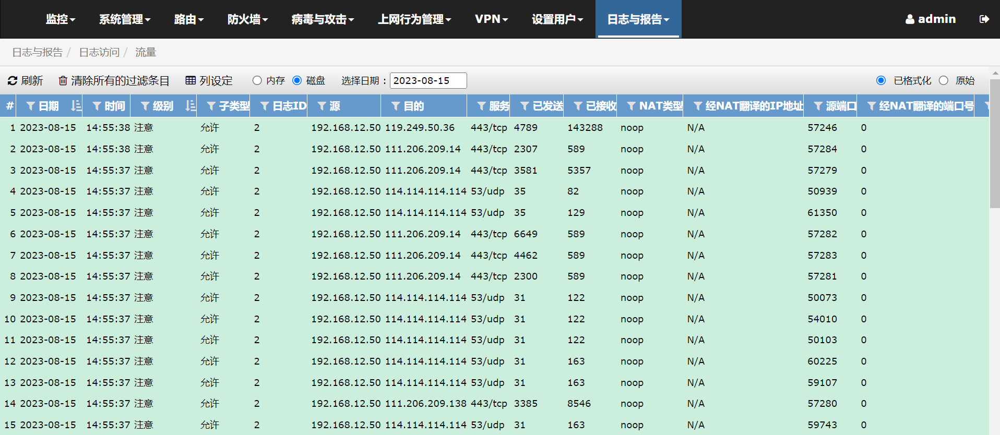 监控 系统管理 路由 防火墙 病毒与攻击 上网行为管理 VPN 设置用户 日志与报告 admin
日志与报告 / 日志访问 / 流量
刷新 清除所有的过滤条目 列设定 内存 磁盘 选择日期： 2023-08-15 已格式化 原始
# 日期 时间 级别 子类型 日志ID 源 目的 服务 已发送 已接收 NAT类型 经NAT翻译的IP地址 源端口 经NAT翻译的端口号
1 2023-08-15 14:55:38 注意 允许 2 192.168.12.50 119.249.50.36 443/tcp 4789 143288 noop N/A 57246 0
2 2023-08-15 14:55:38 注意 允许 2 192.168.12.50 111.206.209.14 443/tcp 2307 589 noop N/A 57284 0
3 2023-08-15 14:55:37 注意 允许 2 192.168.12.50 111.206.209.14 443/tcp 3581 5357 noop N/A 57279 0
4 2023-08-15 14:55:37 注意 允许 2 192.168.12.50 114.114.114.114 53/udp 35 82 noop N/A 50939 0
5 2023-08-15 14:55:37 注意 允许 2 192.168.12.50 114.114.114.114 53/udp 35 129 noop N/A 61350 0
6 2023-08-15 14:55:37 注意 允许 2 192.168.12.50 111.206.209.14 443/tcp 6649 589 noop N/A 57282 0
7 2023-08-15 14:55:37 注意 允许 2 192.168.12.50 111.206.209.14 443/tcp 4462 589 noop N/A 57283 0
8 2023-08-15 14:55:37 注意 允许 2 192.168.12.50 111.206.209.14 443/tcp 2300 589 noop N/A 57281 0
9 2023-08-15 14:55:37 注意 允许 2 192.168.12.50 114.114.114.114 53/udp 31 122 noop N/A 50073 0
10 2023-08-15 14:55:37 注意 允许 2 192.168.12.50 114.114.114.114 53/udp 31 122 noop N/A 54010 0
11 2023-08-15 14:55:37 注意 允许 2 192.168.12.50 114.114.114.114 53/udp 31 122 noop N/A 50103 0
12 2023-08-15 14:55:37 注意 允许 2 192.168.12.50 114.114.114.114 53/udp 31 163 noop N/A 60225 0
13 2023-08-15 14:55:37 注意 允许 2 192.168.12.50 114.114.114.114 53/udp 31 163 noop N/A 59107 0
14 2023-08-15 14:55:37 注意 允许 2 192.168.12.50 111.206.209.138 443/tcp 3385 8546 noop N/A 57280 0
15 2023-08-15 14:55:37 注意 允许 2 192.168.12.50 114.114.114.114 53/udp 31 163 noop N/A 59743 0